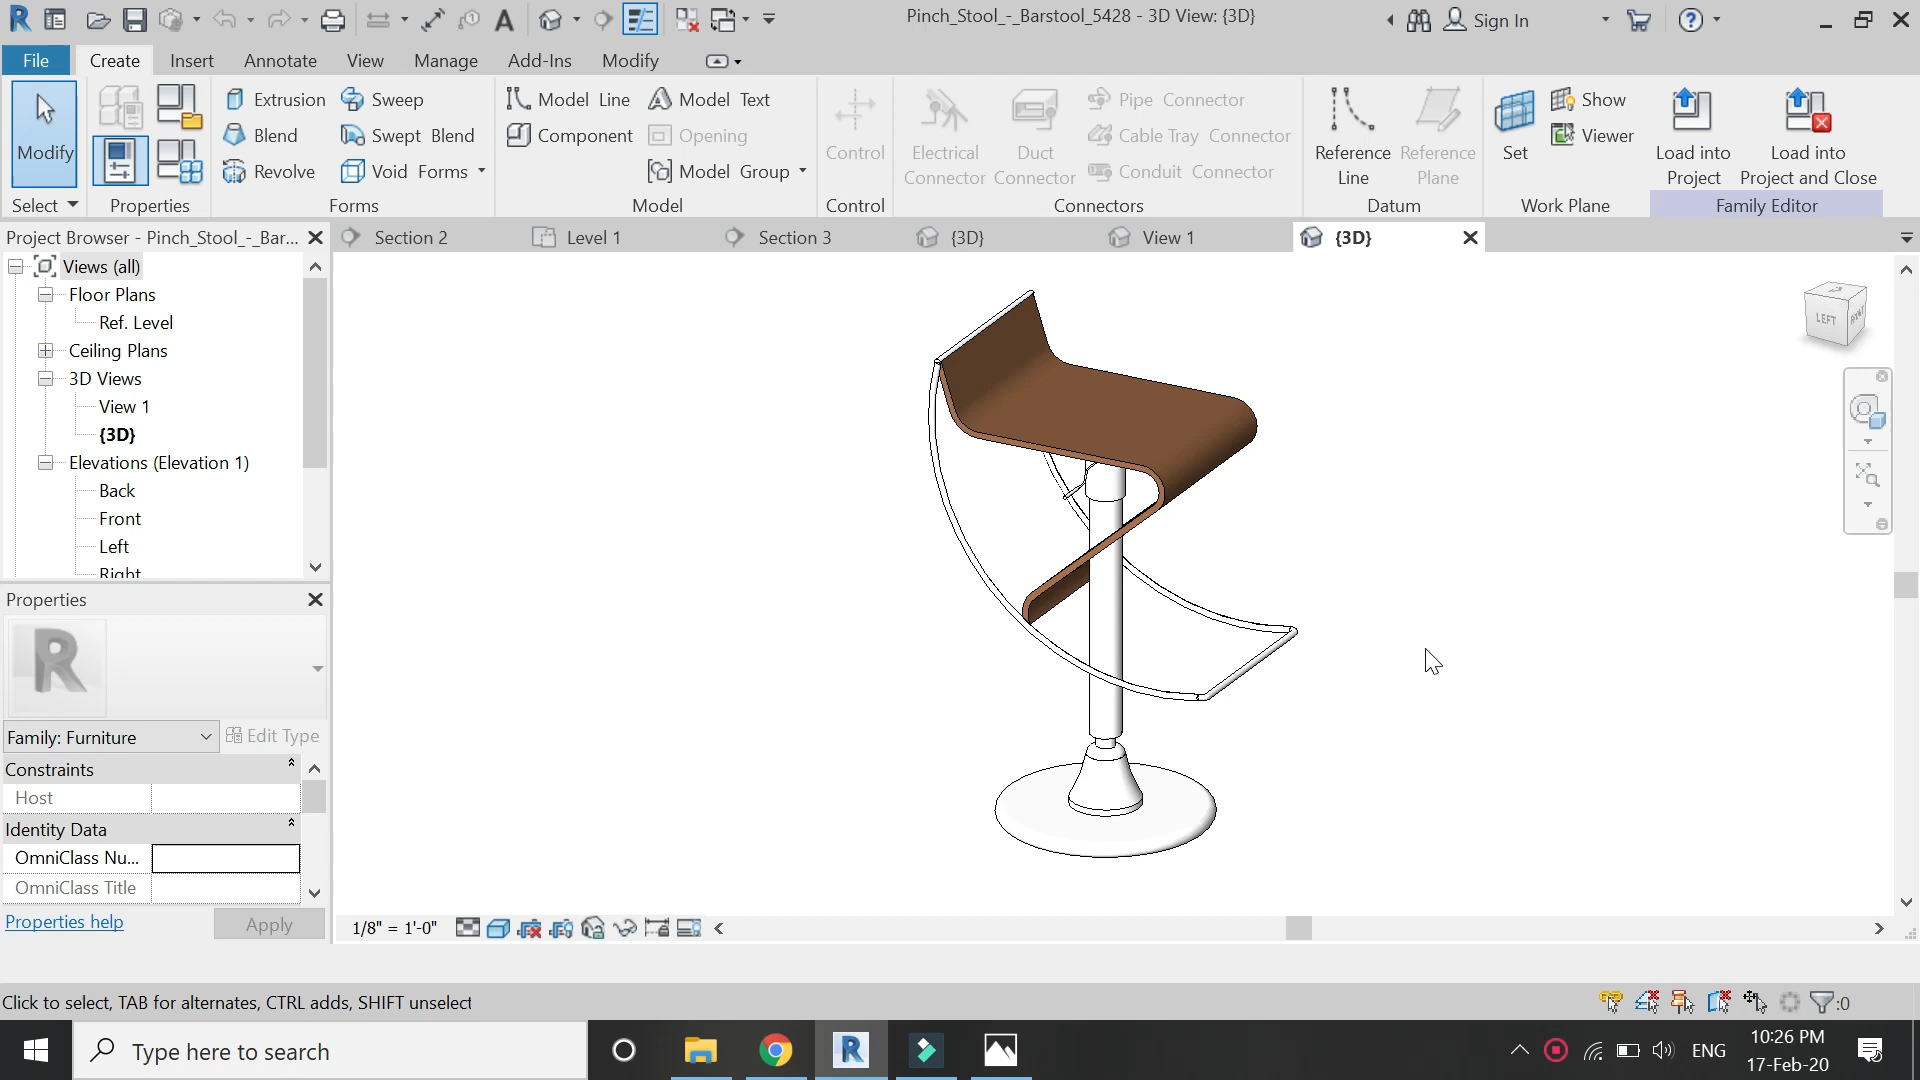 Pinch_Stool_-_Barstool_5428 - 3D View: {3D}
Sign In
File
Create
Insert
Annotate
View
Manage
Add-Ins
Modify
Modify
Select
Properties
Extrusion
Sweep
Blend
Swept Blend
Revolve
Void Forms
Forms
Model Line
Model Text
Component
Opening
Model Group
Model
Control
Control
Electrical Connector
Duct Connector
Pipe Connector
Cable Tray Connector
Conduit Connector
Connectors
Reference Line
Reference Plane
Datum
Set
Show
Viewer
Work Plane
Load into Project
Load into Project and Close
Family Editor
Project Browser - Pinch_Stool_-_Bar...
Section 2
Level 1
Section 3
{3D}
View 1
{3D}
Views (all)
Floor Plans
Ref. Level
Ceiling Plans
3D Views
View 1
{3D}
Elevations (Elevation 1)
Back
Front
Left
Right
LEFT
Properties
Family: Furniture
Edit Type
Constraints
Host
Identity Data
OmniClass Nu...
OmniClass Title
Properties help
Apply
1/8" = 1'-0"
Click to select, TAB for alternates, CTRL adds, SHIFT unselect
:0
Type here to search
ENG
10:26 PM
17-Feb-20